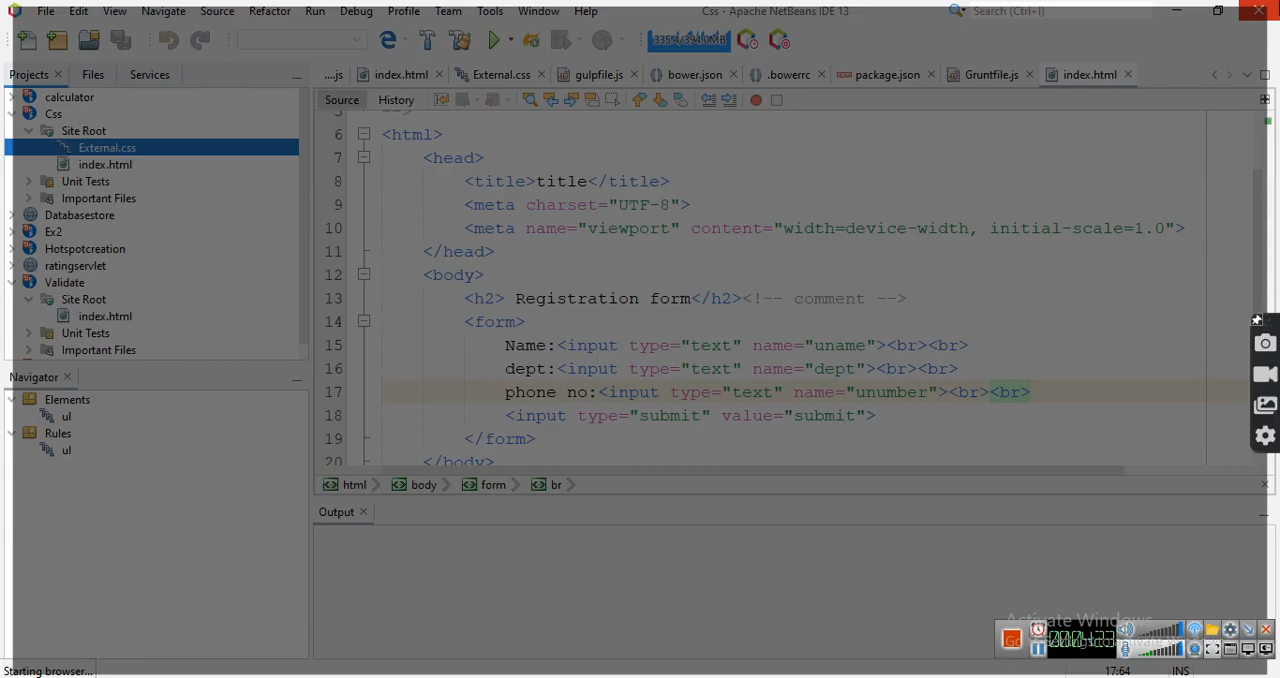 File Edit View Navigate Source Refactor Run Debug Profile Team Tools Window Help Css - Apache NetBeans IDE 13 Search (Ctrl+I)
335.4/394.0MB
Projects Files Services
....js index.html External.css gulpfile.js bower.json .bowerrc package.json Gruntfile.js index.html
Source History
calculator
Css
Site Root
External.css
index.html
Unit Tests
Important Files
Databasestore
Ex2
Hotspotcreation
ratingservlet
Validate
Site Root
index.html
Unit Tests
Important Files
5 -->
6 <html>
7 <head>
8 <title>title</title>
9 <meta charset="UTF-8">
10 <meta name="viewport" content="width=device-width, initial-scale=1.0">
11 </head>
12 <body>
13 <h2> Registration form</h2><!-- comment -->
14 <form>
15 Name:<input type="text" name="uname"><br><br>
16 dept:<input type="text" name="dept"><br><br>
17 phone no:<input type="text" name="unumber"><br><br>
18 <input type="submit" value="submit">
19 </form>
20 </body>
html body form br
Navigator
Elements
ul
Rules
ul
Output
Activate Windows
Starting browser...
17:64 INS